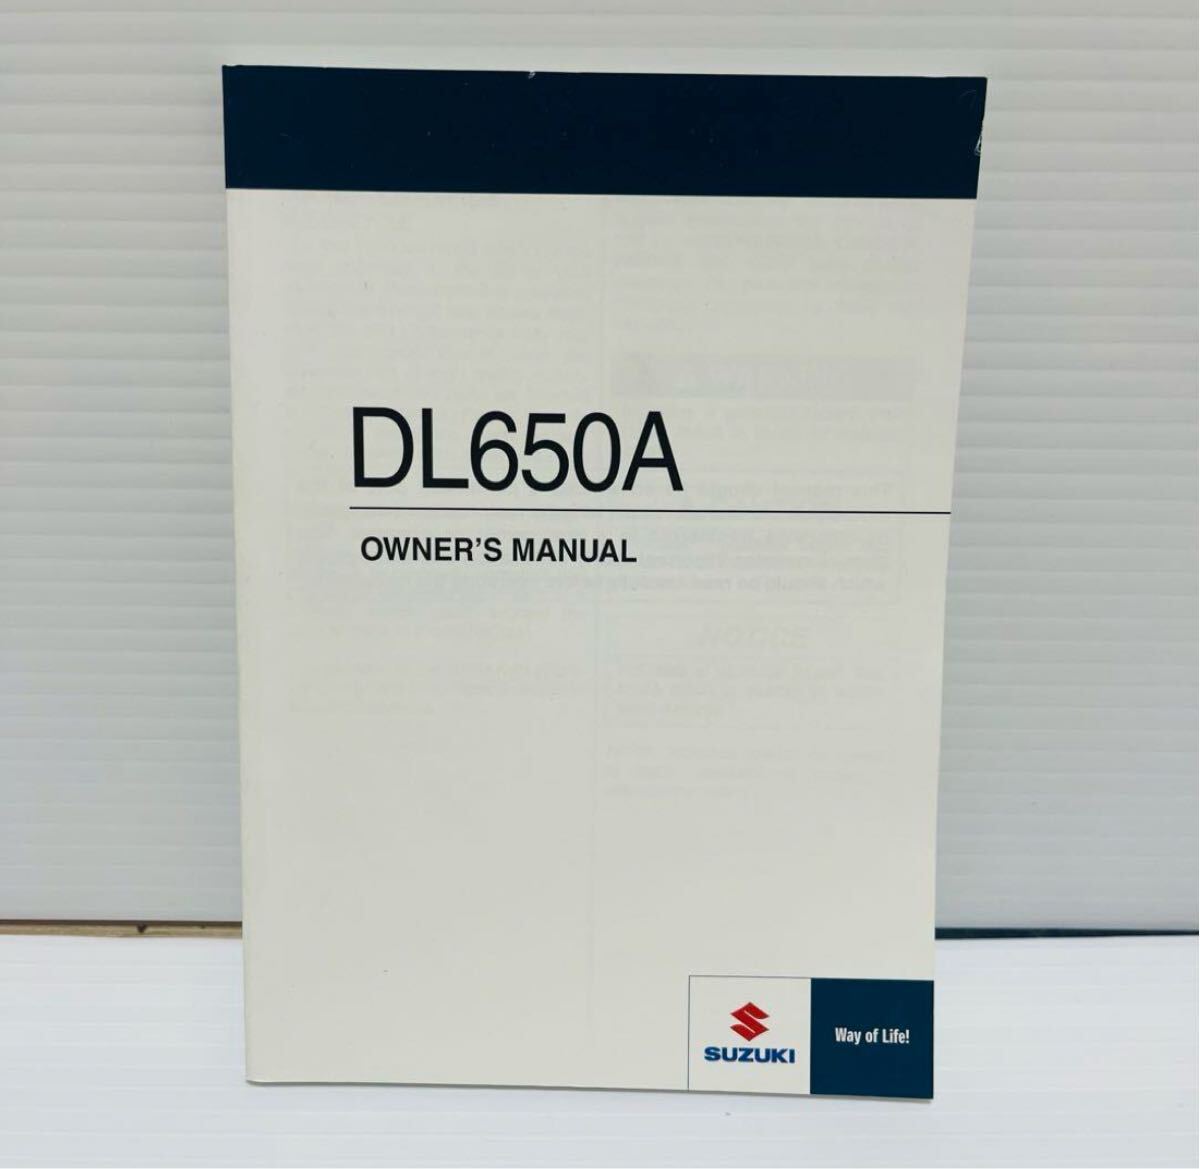 DL650A
OWNER'S MANUAL
SUZUKI
Way of Life!